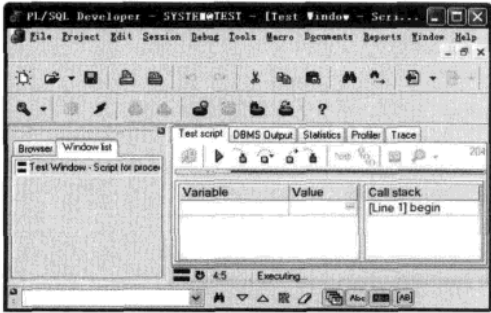 PL/SQL Developer - SYSTEM@TEST - [Test Window - Scri...
File Project Edit Session Debug Tools Macro Documents Reports Window Help
Test script DBMS Output Statistics Profiler Trace
Browser Window list
Test Window - Script for proce
Variable Value Call stack
[Line 1] begin
4:5 Executing...
Abc [AB]